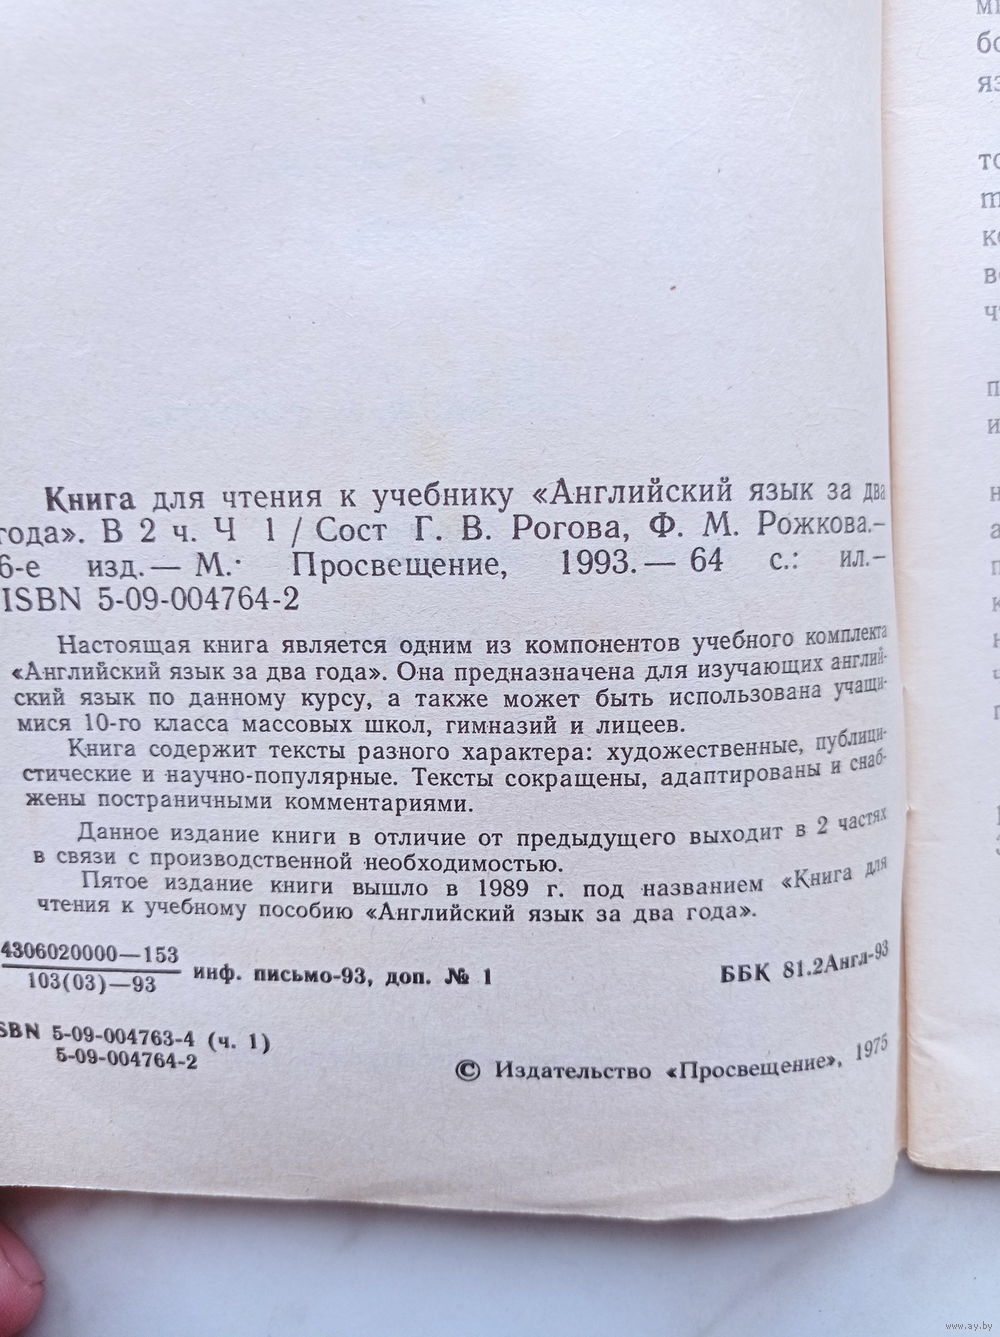 Книга для чтения к учебнику «Английский язык за два
года». В 2 ч. Ч 1 / Сост Г. В. Рогова, Ф. М. Рожкова.–
6-е изд.— М.· Просвещение, 1993.— 64 с.: ил.–
ISBN 5-09-004764-2
Настоящая книга является одним из компонентов учебного комплекта
«Английский язык за два года». Она предназначена для изучающих англий-
ский язык по данному курсу, а также может быть использована учащи-
мися 10-го класса массовых школ, гимназий и лицеев.
Книга содержит тексты разного характера: художественные, публици-
стические и научно-популярные. Тексты сокращены, адаптированы и снаб-
жены постраничными комментариями.
Данное издание книги в отличие от предыдущего выходит в 2 частях
в связи с производственной необходимостью.
Пятое издание книги вышло в 1989 г. под названием «Книга для
чтения к учебному пособию «Английский язык за два года».
4306020000—153
103(03)—93
инф. письмо-93, доп. № 1
ББК 81.2Англ-93
SBN 5-09-004763-4 (ч. 1)
5-09-004764-2
© Издательство «Просвещение», 1975
www.ay.by